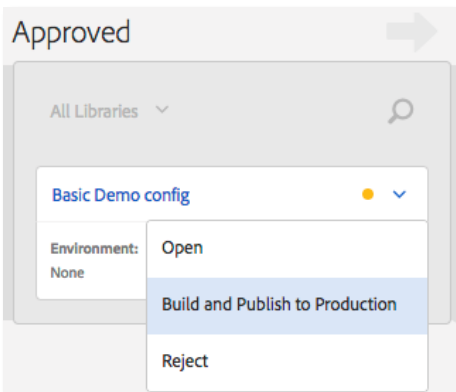 Approved
All Libraries
Basic Demo config
Environment:
None
Open
Build and Publish to Production
Reject